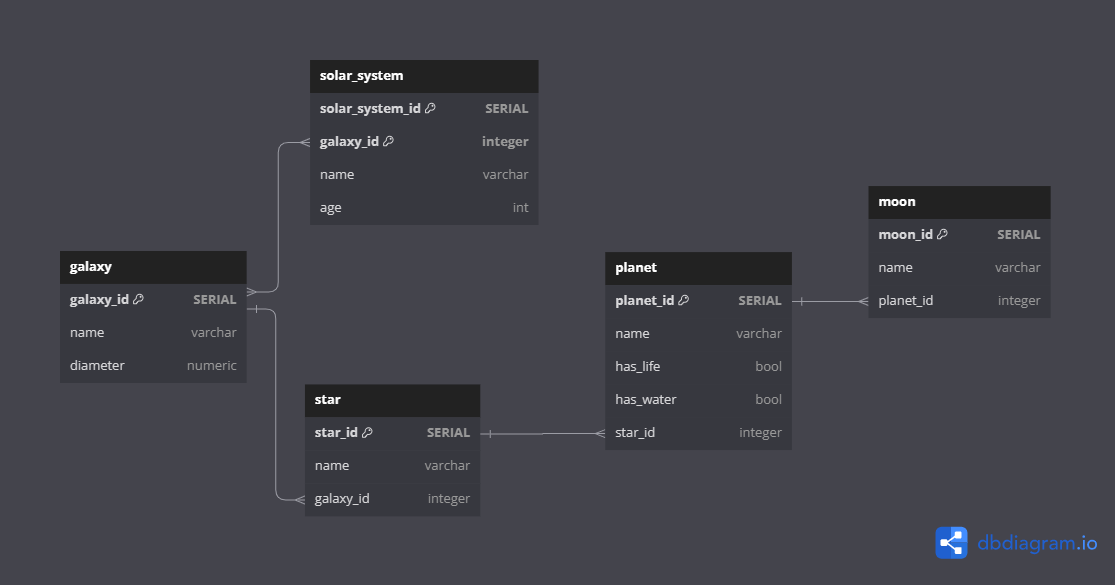 solar_system
solar_system_id SERIAL
galaxy_id integer
name varchar
age int
galaxy
galaxy_id SERIAL
name varchar
diameter numeric
star
star_id SERIAL
name varchar
galaxy_id integer
planet
planet_id SERIAL
name varchar
has_life bool
has_water bool
star_id integer
moon
moon_id SERIAL
name varchar
planet_id integer
dbdiagram.io